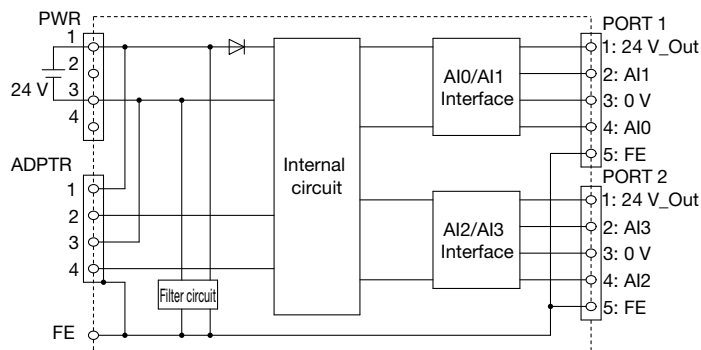 PWR
1
2
24 V
3
4
ADPTR
1
2
3
4
FE
Filter circuit
Internal
circuit
AI0/AI1
Interface
AI2/AI3
Interface
PORT 1
1: 24 V_Out
2: AI1
3: 0 V
4: AI0
5: FE
PORT 2
1: 24 V_Out
2: AI3
3: 0 V
4: AI2
5: FE